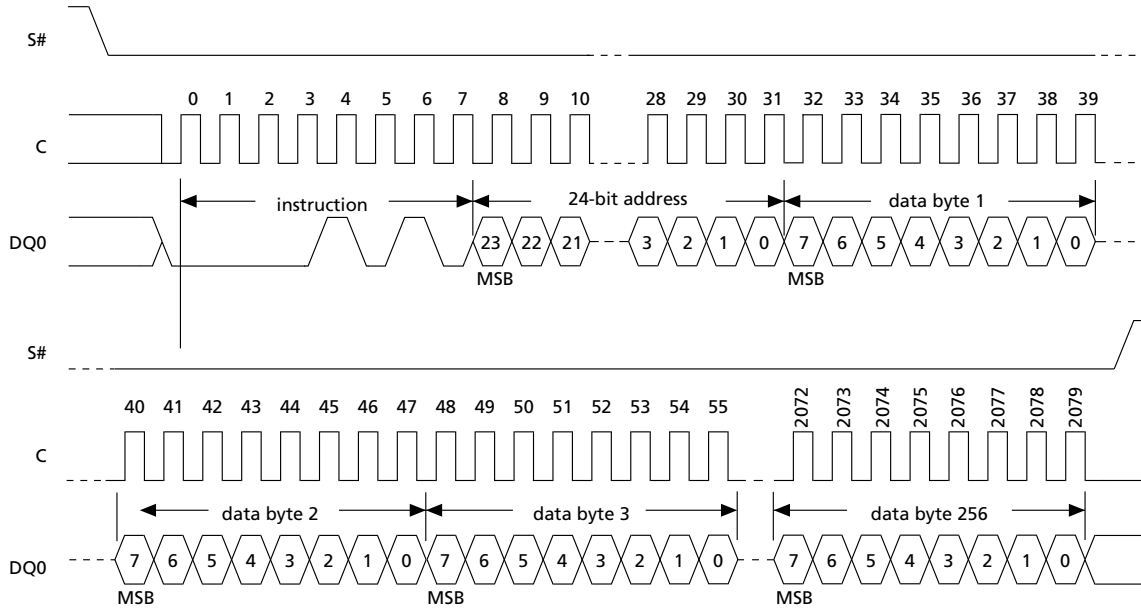 S#
0 1 2 3 4 5 6 7 8 9 10 28 29 30 31 32 33 34 35 36 37 38 39
C
instruction 24-bit address data byte 1
DQ0 23 22 21 3 2 1 0 7 6 5 4 3 2 1 0
MSB MSB
S#
40 41 42 43 44 45 46 47 48 49 50 51 52 53 54 55 2072 2073 2074 2075 2076 2077 2078 2079
C
data byte 2 data byte 3 data byte 256
DQ0 7 6 5 4 3 2 1 0 7 6 5 4 3 2 1 0 7 6 5 4 3 2 1 0
MSB MSB MSB